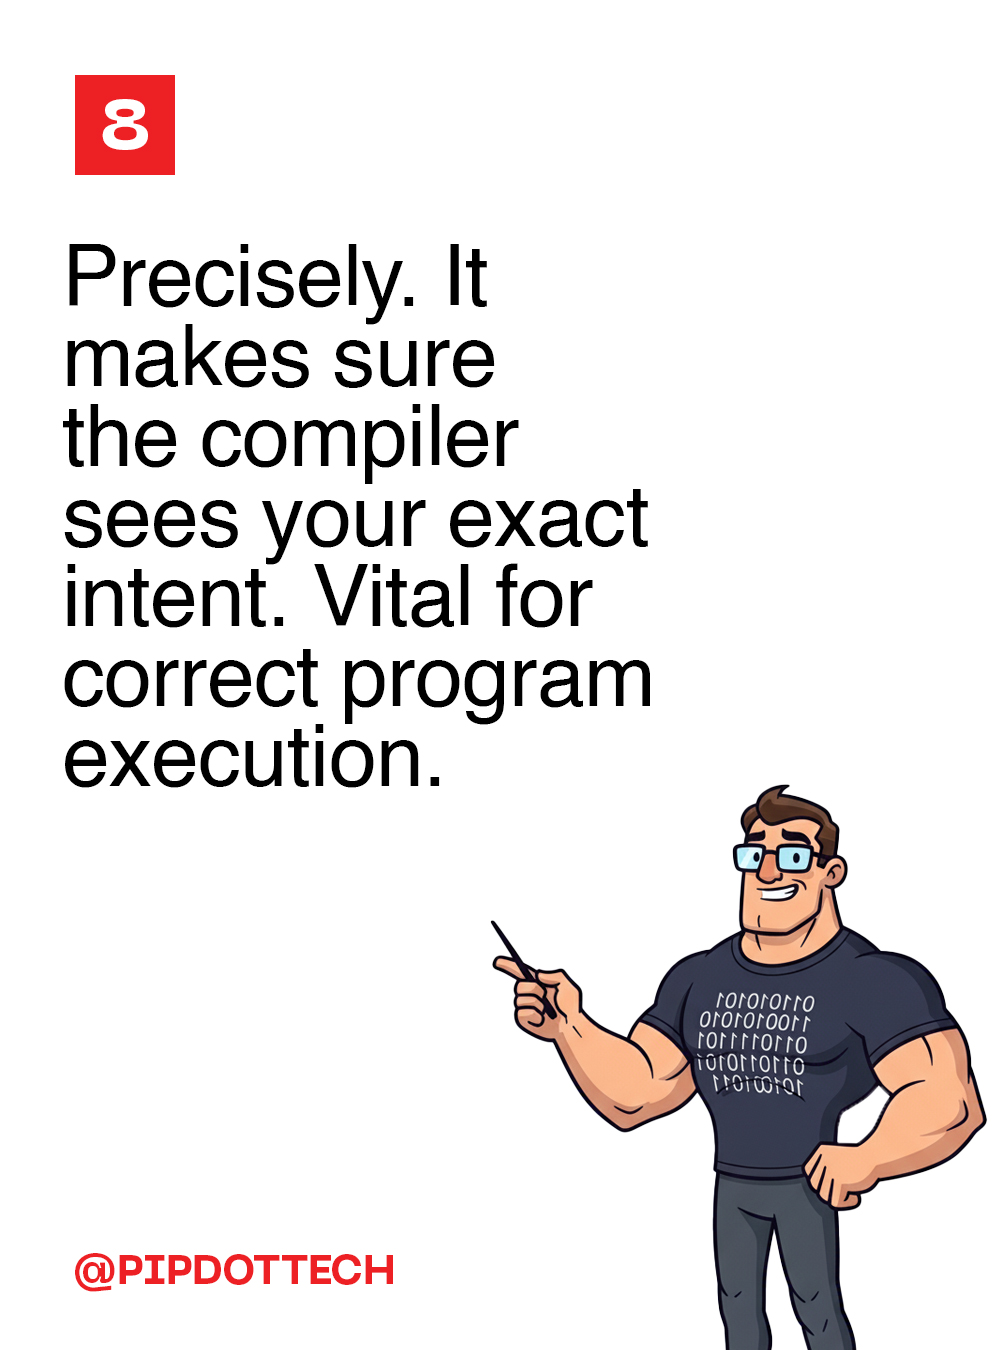 8
Precisely. It
makes sure
the compiler
sees your exact
intent. Vital for
correct program
execution.
@PIPDOTTECH